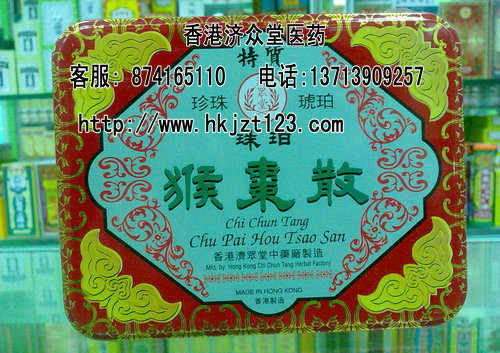 香港济众堂医药
特質
客服: 874165110 电话:13713909257
珍珠 眾堂 琥珀
http://www.hkjzt123.com
珠珀
猴棗散
Chi Chun Tang
Chu Pai Hou Tsao San
香港濟眾堂中藥廠製造
Mfd. by: Hong Kong Chi Chun Tang Herbal Factory
MADE IN HONG KONG
香港製造